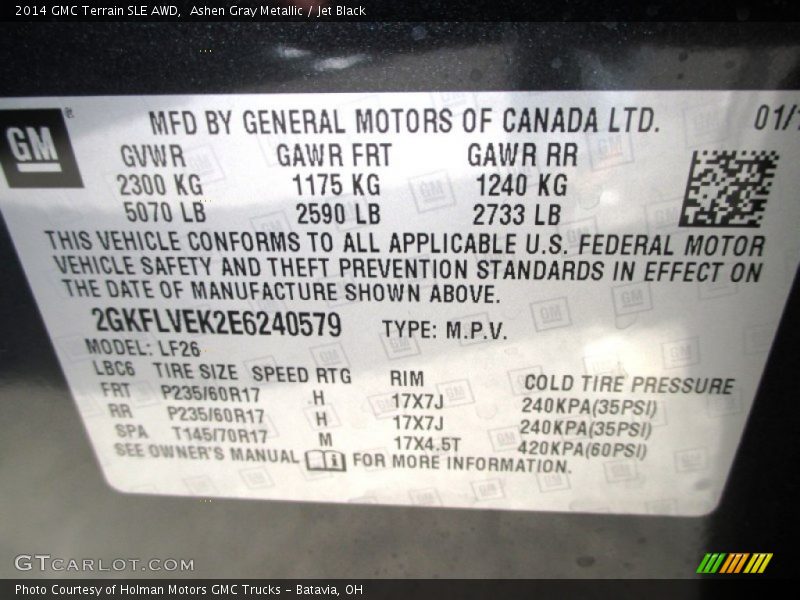 2014 GMC Terrain SLE AWD,  Ashen Gray Metallic / Jet Black
GM
®
MFD BY GENERAL MOTORS OF CANADA LTD.
GVWR GAWR FRT GAWR RR
2300 KG 1175 KG 1240 KG
5070 LB 2590 LB 2733 LB
THIS VEHICLE CONFORMS TO ALL APPLICABLE U.S. FEDERAL MOTOR
VEHICLE SAFETY AND THEFT PREVENTION STANDARDS IN EFFECT ON
THE DATE OF MANUFACTURE SHOWN ABOVE.
2GKFLVEK2E6240579 TYPE: M.P.V.
MODEL: LF26
LBC6 TIRE SIZE SPEED RTG RIM COLD TIRE PRESSURE
FRT P235/60R17 H 17X7J 240KPA(35PSI)
RR P235/60R17 H 17X7J 240KPA(35PSI)
SPA T145/70R17 M 17X4.5T 420KPA(60PSI)
SEE OWNER'S MANUAL FOR MORE INFORMATION.
GTCARLOT.COM
Photo Courtesy of Holman Motors GMC Trucks - Batavia, OH